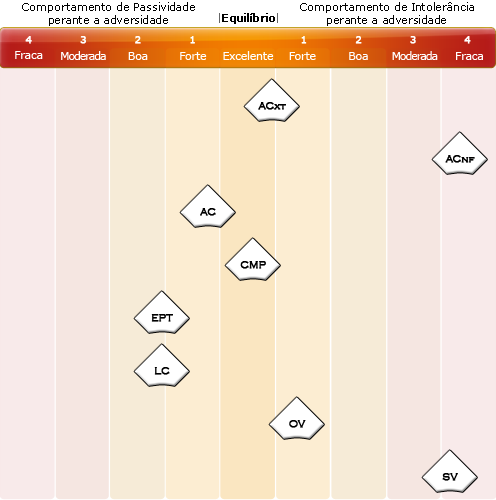 Comportamento de Passividade
perante a adversidade
|Equilíbrio|
Comportamento de Intolerância
perante a adversidade
4 3 2 1 1 2 3 4
Fraca Moderada Boa Forte Excelente Forte Boa Moderada Fraca
ACXT
ACNF
AC
CMP
EPT
LC
OV
SV